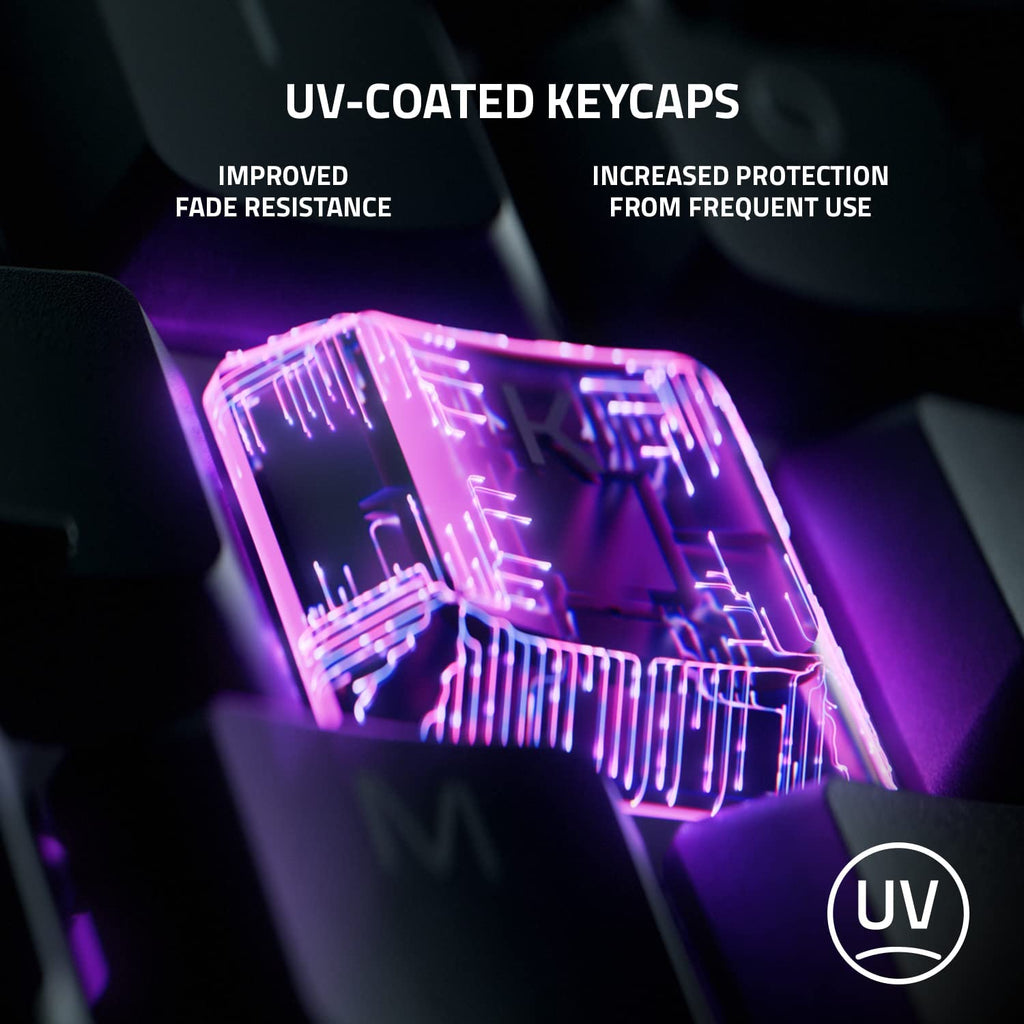 UV-COATED KEYCAPS
IMPROVED
FADE RESISTANCE
INCREASED PROTECTION
FROM FREQUENT USE
K
M
UV